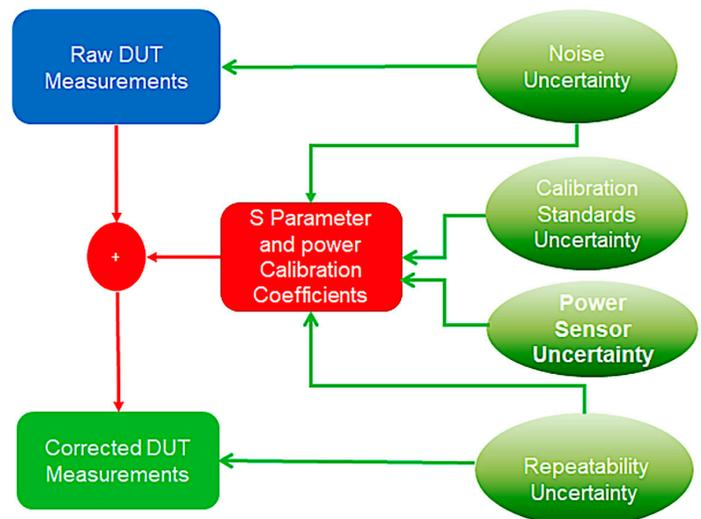 Raw DUT
Measurements
Noise
Uncertainty
S Parameter
and power
Calibration
Coefficients
Calibration
Standards
Uncertainty
+
Power
Sensor
Uncertainty
Corrected DUT
Measurements
Repeatability
Uncertainty